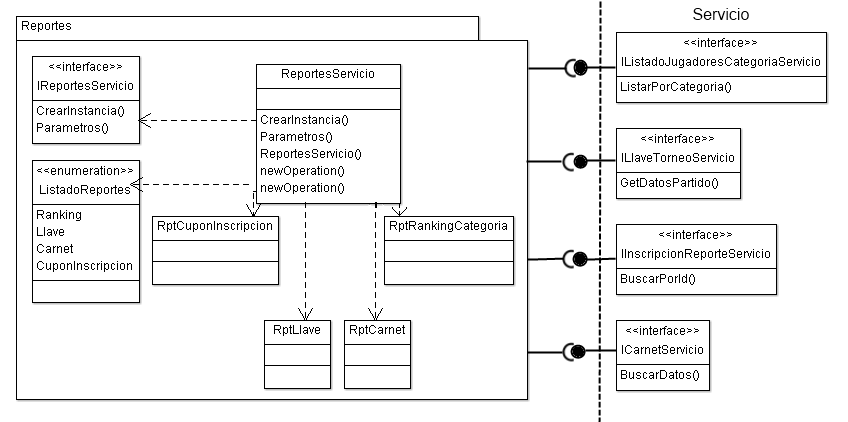 Reportes
<<interface>>
IReportesServicio
CrearInstancia()
Parametros()
<<enumeration>>
ListadoReportes
Ranking
Llave
Carnet
CuponInscripcion
ReportesServicio
CrearInstancia()
Parametros()
ReportesServicio()
newOperation()
newOperation()
RptCuponInscripcion
RptRankingCategoria
RptLlave
RptCarnet
Servicio
<<interface>>
IListadoJugadoresCategoriaServicio
ListarPorCategoria()
<<interface>>
ILlaveTorneoServicio
GetDatosPartido()
<<interface>>
IInscripcionReporteServicio
BuscarPorId()
<<interface>>
ICarnetServicio
BuscarDatos()